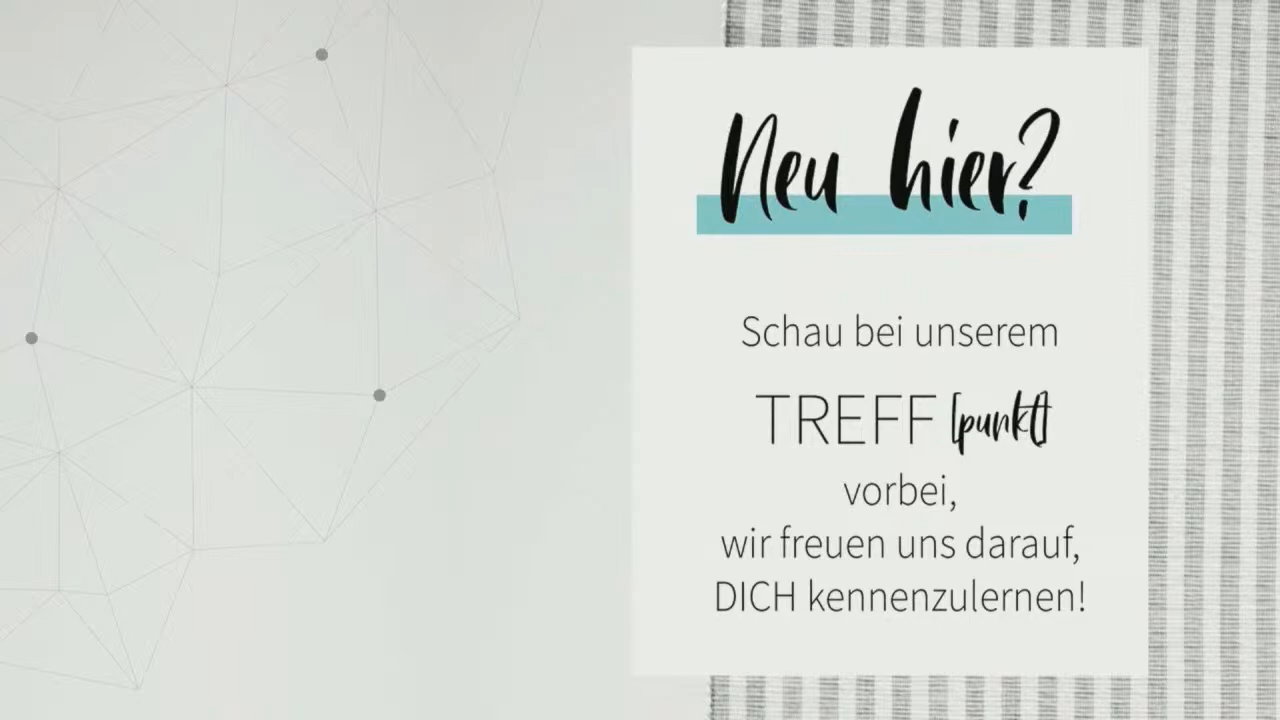 Neu hier?
Schau bei unserem
TREFF [punkt]
vorbei,
wir freuen uns darauf,
DICH kennenzulernen!